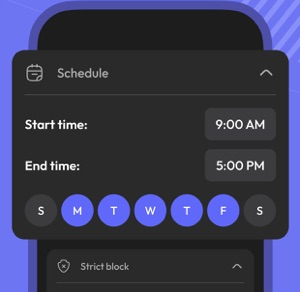 Schedule
Start time: 9:00 AM
End time: 5:00 PM
S M T W T F S
Strict block